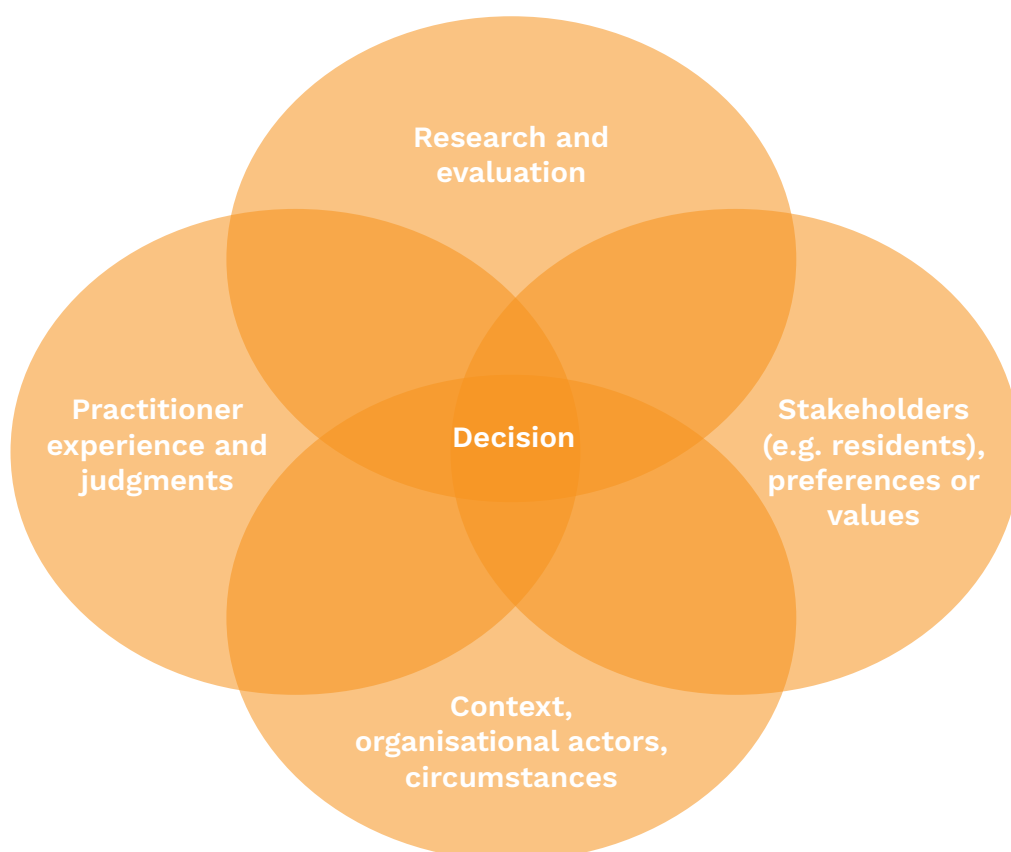 Research and
evaluation
Practitioner
experience and
judgments
Decision
Stakeholders
(e.g. residents),
preferences or
values
Context,
organisational actors,
circumstances